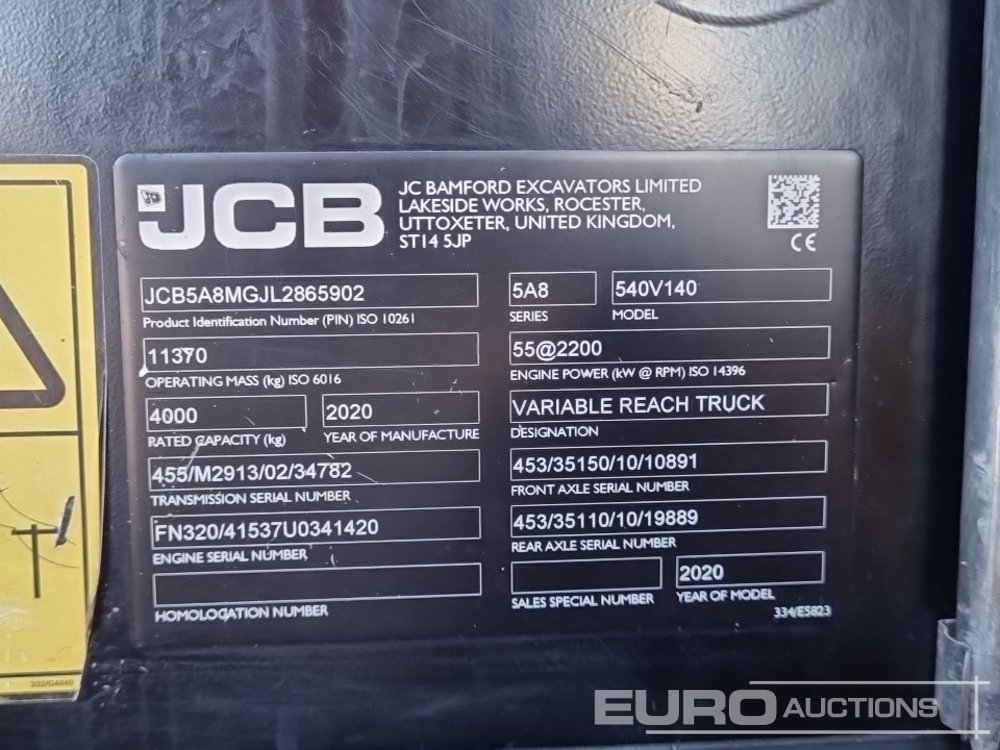 JCB
JC BAMFORD EXCAVATORS LIMITED
LAKESIDE WORKS, ROCESTER,
UTTOXETER, UNITED KINGDOM,
ST14 5JP
CE
JCB5A8MGJL2865902
Product Identification Number (PIN) ISO 10261
5A8
SERIES
540V140
MODEL
11370
OPERATING MASS (kg) ISO 6016
55@2200
ENGINE POWER (kW @ RPM) ISO 14396
4000
RATED CAPACITY (kg)
2020
YEAR OF MANUFACTURE
VARIABLE REACH TRUCK
DESIGNATION
455/M2913/02/34782
TRANSMISSION SERIAL NUMBER
453/35150/10/10891
FRONT AXLE SERIAL NUMBER
FN320/41537U0341420
ENGINE SERIAL NUMBER
453/35110/10/19889
REAR AXLE SERIAL NUMBER
HOMOLOGATION NUMBER
SALES SPECIAL NUMBER
2020
YEAR OF MODEL
334/E5823
T
332/G4046
EURO AUCTIONS